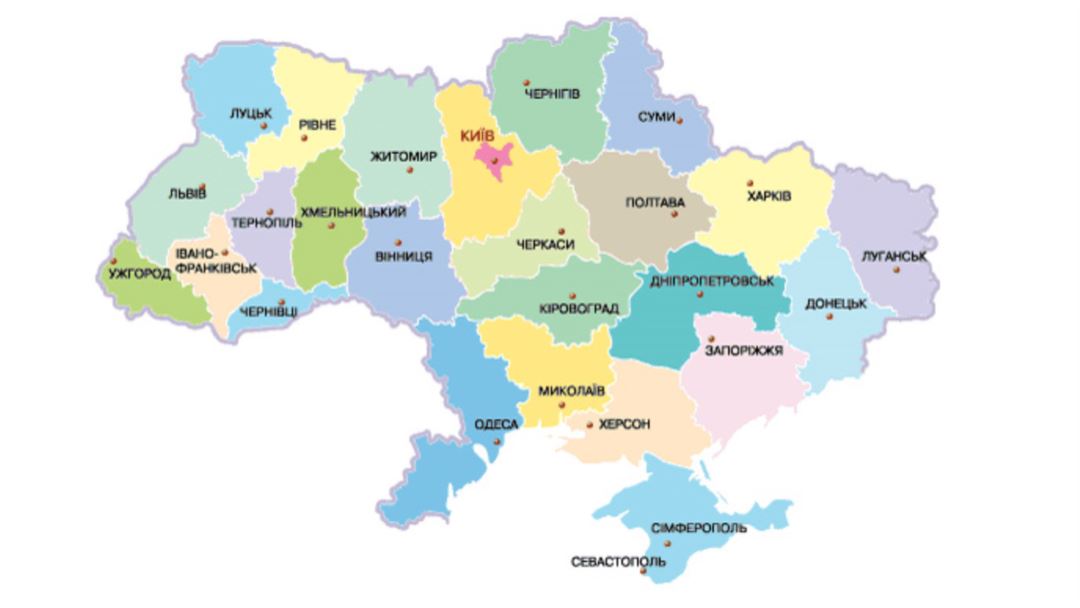 ЧЕРНІГІВ
ЛУЦЬК
СУМИ
РІВНЕ
КИЇВ
ЖИТОМИР
ЛЬВІВ
ХАРКІВ
ПОЛТАВА
ХМЕЛЬНИЦЬКИЙ
ТЕРНОПІЛЬ
ЧЕРКАСИ
ІВАНО-
ФРАНКІВСЬК
ВІННИЦЯ
ЛУГАНСЬК
УЖГОРОД
ДНІПРОПЕТРОВСЬК
ДОНЕЦЬК
ЧЕРНІВЦІ
КІРОВОГРАД
ЗАПОРІЖЖЯ
МИКОЛАЇВ
ОДЕСА
ХЕРСОН
СІМФЕРОПОЛЬ
СЕВАСТОПОЛЬ